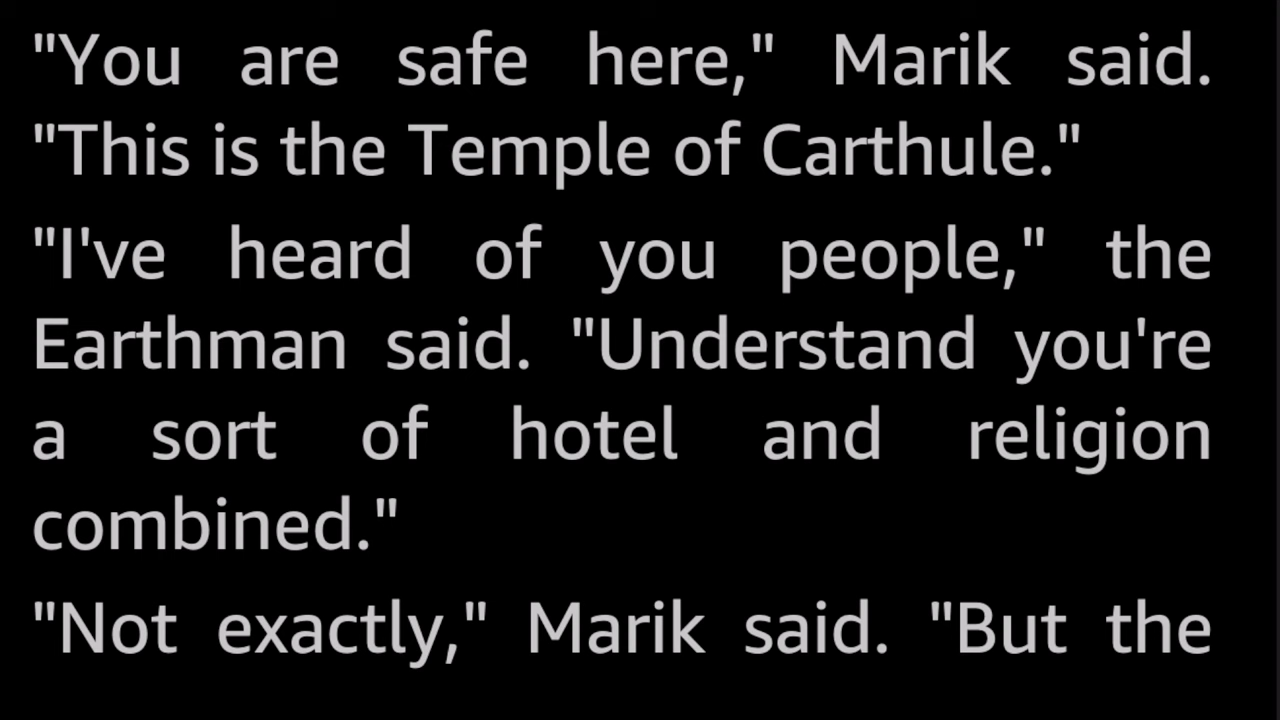 "You are safe here," Marik said.
"This is the Temple of Carthule."
"I've heard of you people," the
Earthman said. "Understand you're
a sort of hotel and religion
combined."
"Not exactly," Marik said. "But the